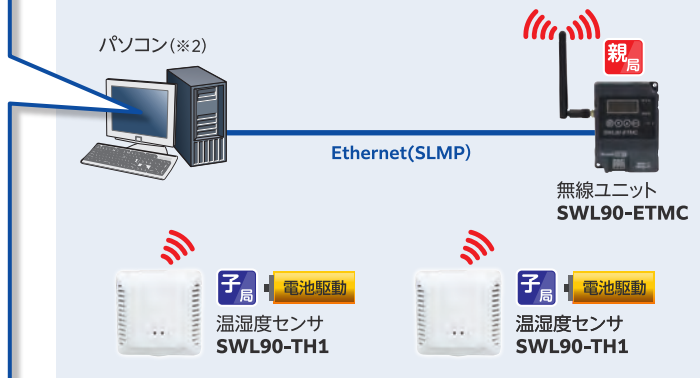 パソコン(※2)
親局
Ethernet(SLMP)
SWL90-ETMC
無線ユニット
SWL90-ETMC
子局
電池駆動
温湿度センサ
SWL90-TH1
子局
電池駆動
温湿度センサ
SWL90-TH1